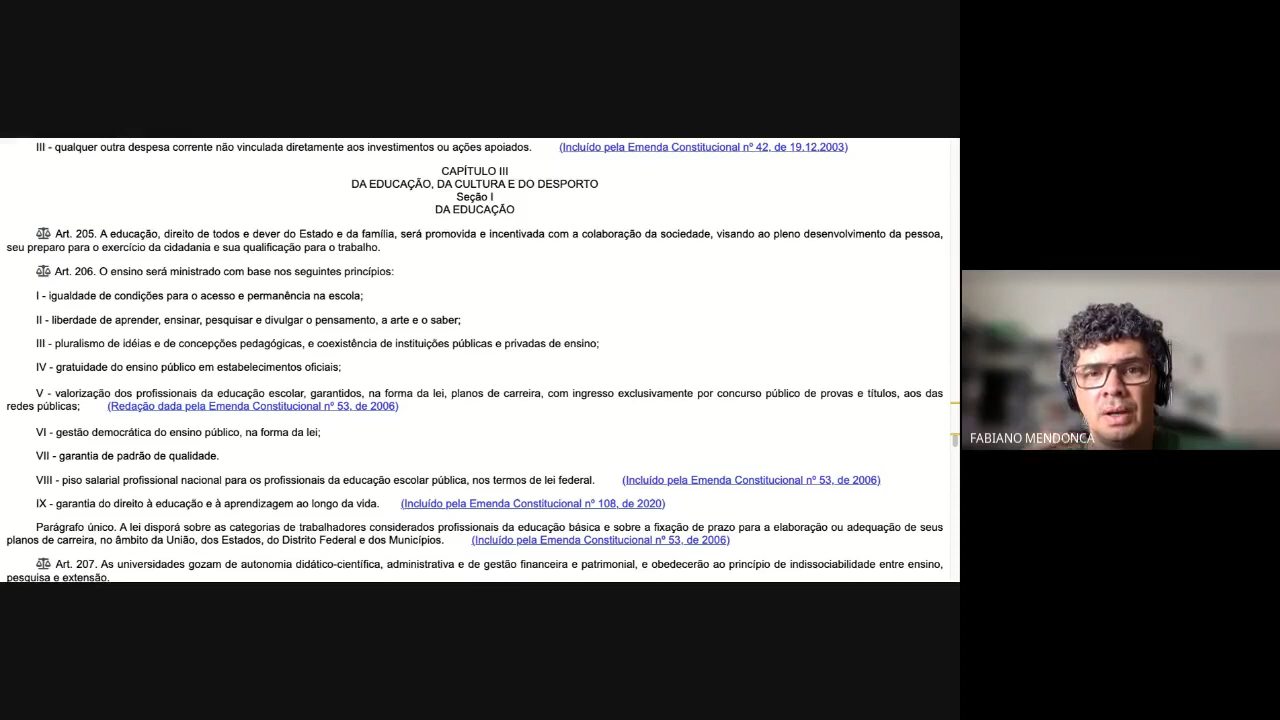 III - qualquer outra despesa corrente não vinculada diretamente aos investimentos ou ações apoiados. (Incluído pela Emenda Constitucional nº 42, de 19.12.2003)
CAPÍTULO III
DA EDUCAÇÃO, DA CULTURA E DO DESPORTO
Seção I
DA EDUCAÇÃO
Art. 205. A educação, direito de todos e dever do Estado e da família, será promovida e incentivada com a colaboração da sociedade, visando ao pleno desenvolvimento da pessoa,
seu preparo para o exercício da cidadania e sua qualificação para o trabalho.
Art. 206. O ensino será ministrado com base nos seguintes princípios:
I - igualdade de condições para o acesso e permanência na escola;
II - liberdade de aprender, ensinar, pesquisar e divulgar o pensamento, a arte e o saber;
III - pluralismo de idéias e de concepções pedagógicas, e coexistência de instituições públicas e privadas de ensino;
IV - gratuidade do ensino público em estabelecimentos oficiais;
V - valorização dos profissionais da educação escolar, garantidos, na forma da lei, planos de carreira, com ingresso exclusivamente por concurso público de provas e títulos, aos das
redes públicas; (Redação dada pela Emenda Constitucional nº 53, de 2006)
VI - gestão democrática do ensino público, na forma da lei;
VII - garantia de padrão de qualidade.
VIII - piso salarial profissional nacional para os profissionais da educação escolar pública, nos termos de lei federal. (Incluído pela Emenda Constitucional nº 53, de 2006)
IX - garantia do direito à educação e à aprendizagem ao longo da vida. (Incluído pela Emenda Constitucional nº 108, de 2020)
Parágrafo único. A lei disporá sobre as categorias de trabalhadores considerados profissionais da educação básica e sobre a fixação de prazo para a elaboração ou adequação de seus
planos de carreira, no âmbito da União, dos Estados, do Distrito Federal e dos Municípios. (Incluído pela Emenda Constitucional nº 53, de 2006)
Art. 207. As universidades gozam de autonomia didático-científica, administrativa e de gestão financeira e patrimonial, e obedecerão ao princípio de indissociabilidade entre ensino,
pesquisa e extensão.
FABIANO MENDONCA